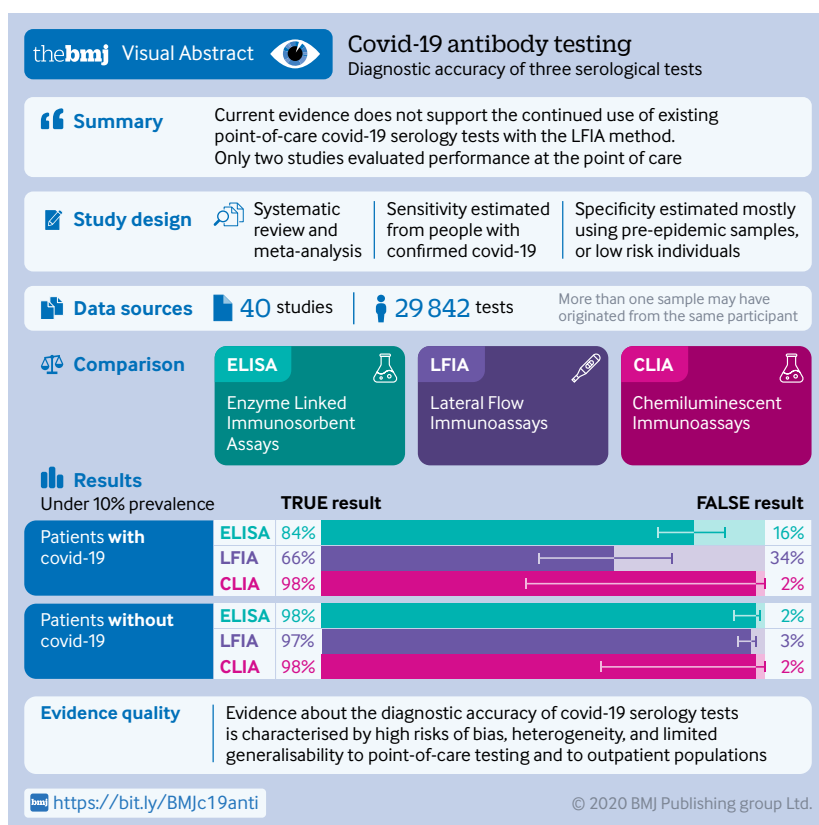 thebmj Visual Abstract
Covid-19 antibody testing
Diagnostic accuracy of three serological tests
Summary
Current evidence does not support the continued use of existing
point-of-care covid-19 serology tests with the LFIA method.
Only two studies evaluated performance at the point of care
Study design
Systematic
review and
meta-analysis
Sensitivity estimated
from people with
confirmed covid-19
Specificity estimated mostly
using pre-epidemic samples,
or low risk individuals
Data sources
40 studies
29 842 tests
More than one sample may have
originated from the same participant
Comparison
ELISA
Enzyme Linked
Immunosorbent
Assays
LFIA
Lateral Flow
Immunoassays
CLIA
Chemiluminescent
Immunoassays
Results
Under 10% prevalence
TRUE result
FALSE result
Patients with
covid-19
ELISA 84% 16%
LFIA 66% 34%
CLIA 98% 2%
Patients without
covid-19
ELISA 98% 2%
LFIA 97% 3%
CLIA 98% 2%
Evidence quality
Evidence about the diagnostic accuracy of covid-19 serology tests
is characterised by high risks of bias, heterogeneity, and limited
generalisability to point-of-care testing and to outpatient populations
bmj https://bit.ly/BMJc19anti
© 2020 BMJ Publishing group Ltd.